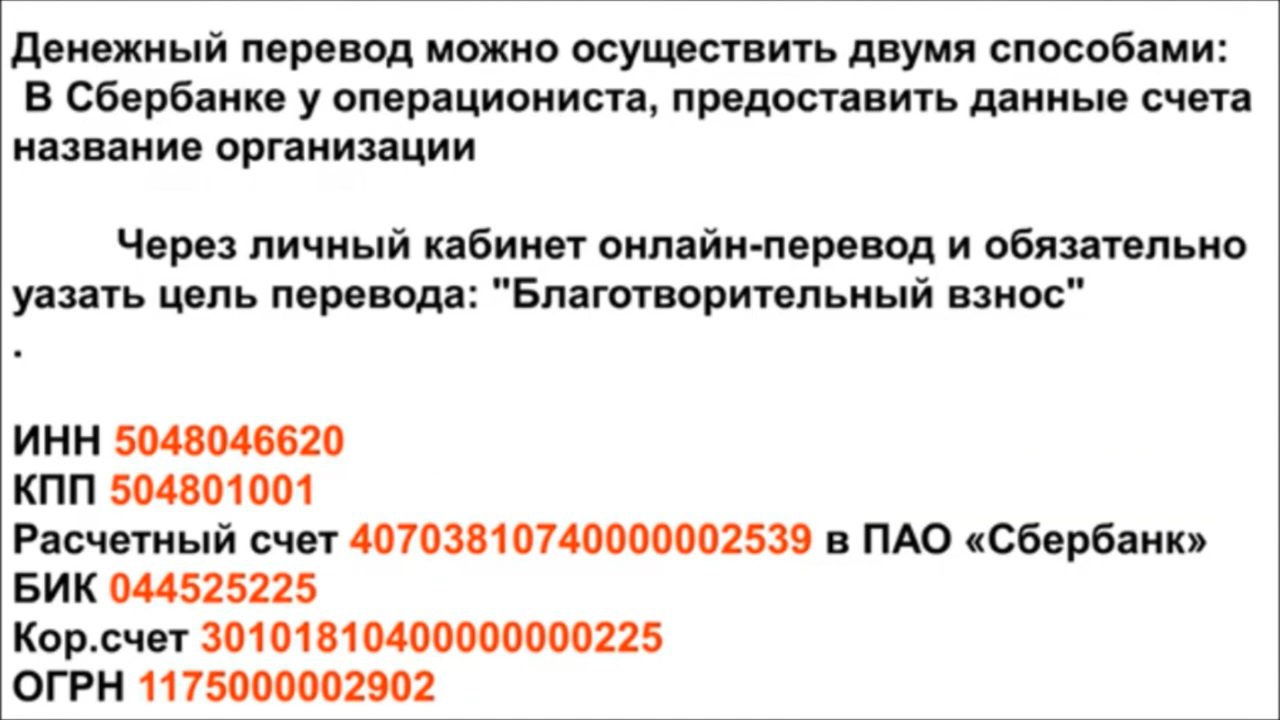 Денежный перевод можно осуществить двумя способами:
В Сбербанке у операциониста, предоставить данные счета
название организации
Через личный кабинет онлайн-перевод и обязательно
уазать цель перевода: "Благотворительный взнос"
.
ИНН 5048046620
КПП 504801001
Расчетный счет 40703810740000002539 в ПАО «Сбербанк»
БИК 044525225
Кор.счет 30101810400000000225
ОГРН 1175000002902